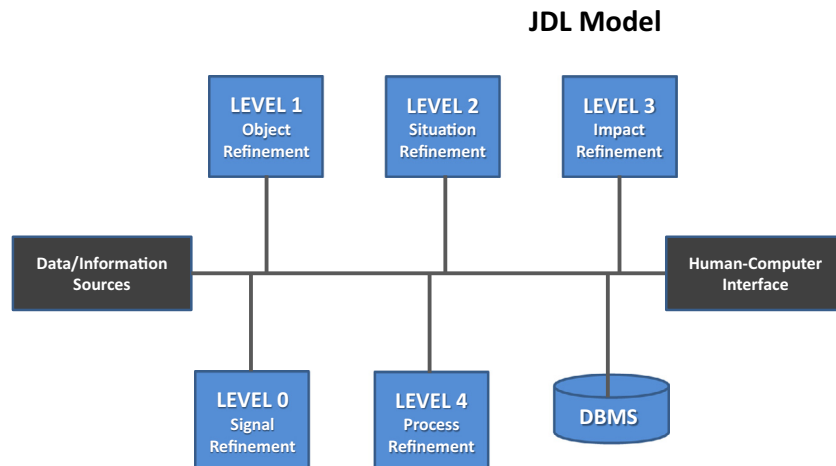 JDL Model
LEVEL 1
Object
Refinement
LEVEL 2
Situation
Refinement
LEVEL 3
Impact
Refinement
Data/Information
Sources
Human-Computer
Interface
LEVEL 0
Signal
Refinement
LEVEL 4
Process
Refinement
DBMS